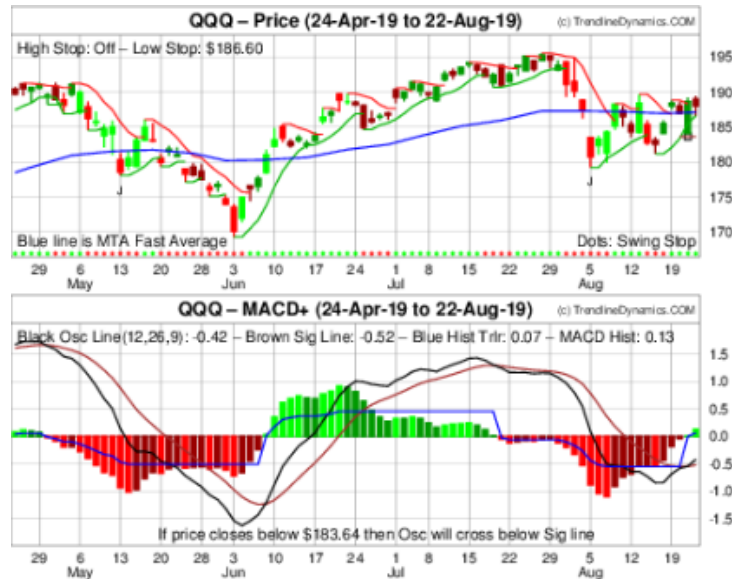 QQQ – Price (24-Apr-19 to 22-Aug-19) (c) TrendlineDynamics.COM
High Stop: Off – Low Stop: $186.60
195
190
185
180
175
170
J
J
Blue line is MTA Fast Average Dots: Swing Stop
29 6 13 20 28 3 10 17 24 1 8 15 22 29 5 12 19
May Jun Jul Aug
QQQ – MACD+ (24-Apr-19 to 22-Aug-19) (c) TrendlineDynamics.COM
Black Osc Line(12,26,9): -0.42 – Brown Sig Line: -0.52 – Blue Hist Trlr: 0.07 – MACD Hist: 0.13
1.5
1.0
0.5
0.0
-0.5
-1.0
-1.5
If price closes below $183.64 then Osc will cross below Sig line
29 6 13 20 28 3 10 17 24 1 8 15 22 29 5 12 19
May Jun Jul Aug